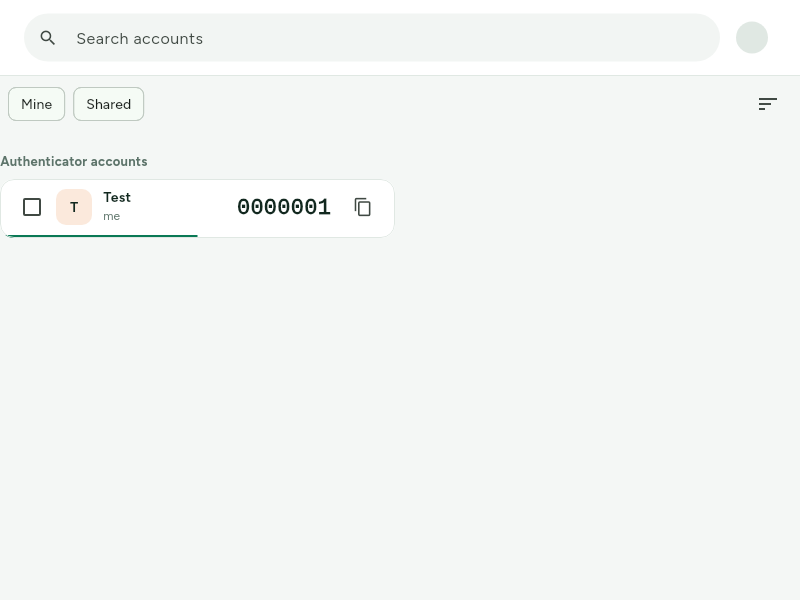 Search accounts
Mine
Shared
Authenticator accounts
T
Test
me
0000001